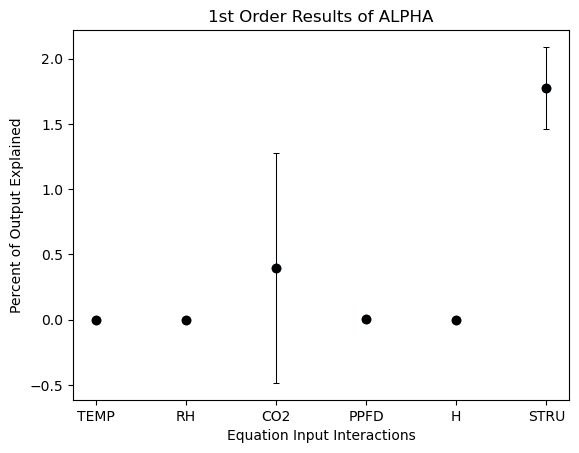 1st Order Results of ALPHA
Percent of Output Explained
2.0
1.5
1.0
0.5
0.0
−0.5
TEMP RH CO2 PPFD H STRU
Equation Input Interactions